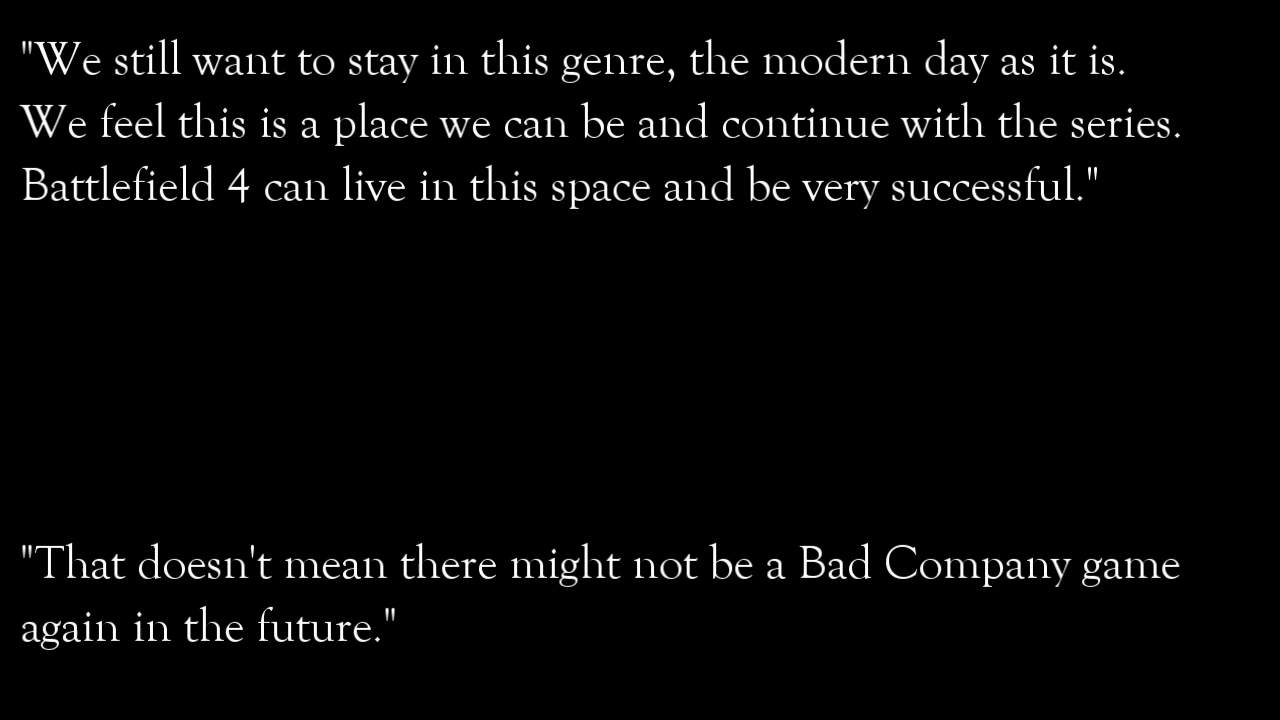 "We still want to stay in this genre, the modern day as it is.
We feel this is a place we can be and continue with the series.
Battlefield 4 can live in this space and be very successful."
"That doesn't mean there might not be a Bad Company game
again in the future."